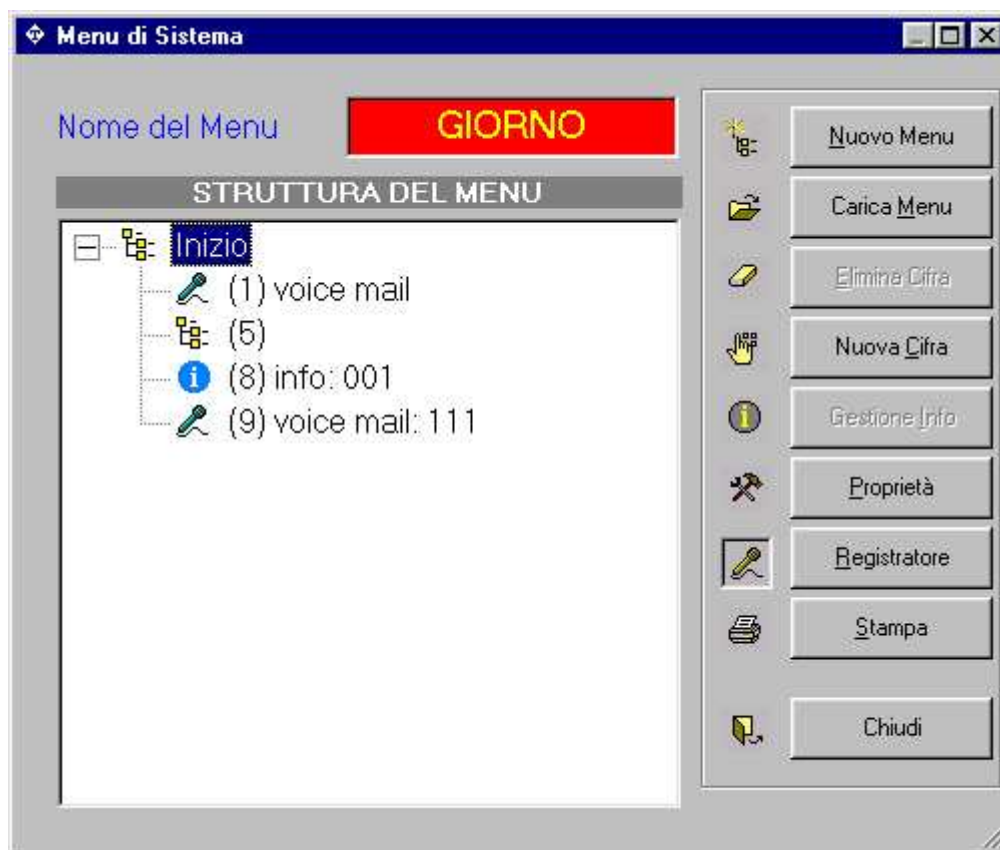 Menu di Sistema
Nome del Menu
GIORNO
STRUTTURA DEL MENU
Inizio
(1) voice mail
(5)
(8) info: 001
(9) voice mail: 111
Nuovo Menu
Carica Menu
Elimina Cifra
Nuova Cifra
Gestione Info
Proprietà
Registratore
Stampa
Chiudi